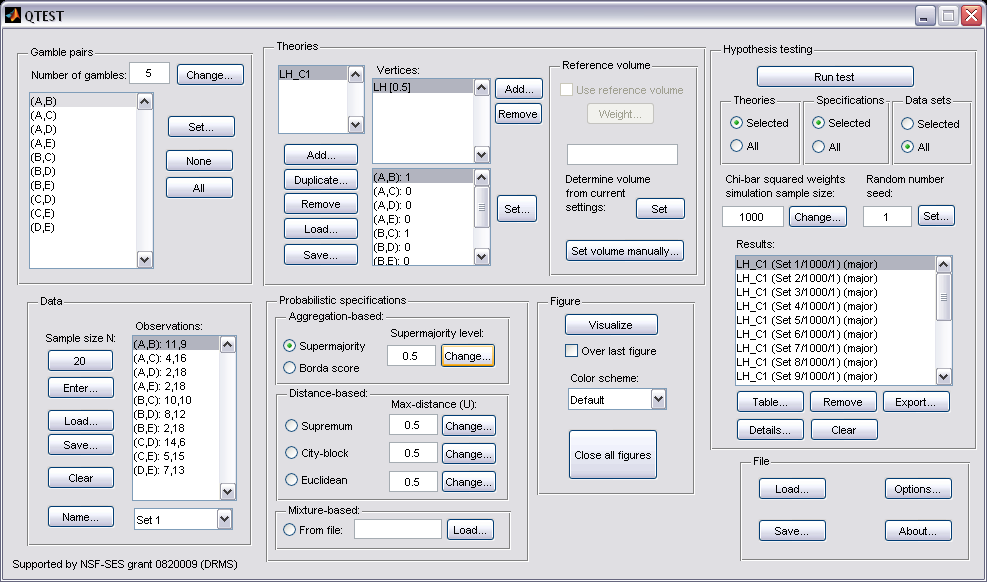 QTEST
Gamble pairs
Number of gambles: 5 Change...
(A,B)
(A,C)
(A,D)
(A,E)
(B,C)
(B,D)
(B,E)
(C,D)
(C,E)
(D,E)
Set...
None
All
Theories
LH_C1
Add...
Duplicate...
Remove
Load...
Save...
Vertices:
LH [0.5]
Add...
Remove
(A,B): 1
(A,C): 0
(A,D): 0
(A,E): 0
(B,C): 1
(B,D): 0
(B,E): 0
Set...
Reference volume
Use reference volume
Weight...
Determine volume
from current
settings:
Set
Set volume manually...
Hypothesis testing
Run test
Theories
Selected
All
Specifications
Selected
All
Data sets
Selected
All
Chi-bar squared weights
simulation sample size:
1000 Change...
Random number
seed:
1 Set...
Results:
LH_C1 (Set 1/1000/1) (major)
LH_C1 (Set 2/1000/1) (major)
LH_C1 (Set 3/1000/1) (major)
LH_C1 (Set 4/1000/1) (major)
LH_C1 (Set 5/1000/1) (major)
LH_C1 (Set 6/1000/1) (major)
LH_C1 (Set 7/1000/1) (major)
LH_C1 (Set 8/1000/1) (major)
LH_C1 (Set 9/1000/1) (major)
Table... Remove Export...
Details... Clear
Data
Sample size N:
20
Enter...
Load...
Save...
Clear
Name...
Observations:
(A,B): 11,9
(A,C): 4,16
(A,D): 2,18
(A,E): 2,18
(B,C): 10,10
(B,D): 8,12
(B,E): 2,18
(C,D): 14,6
(C,E): 5,15
(D,E): 7,13
Set 1
Probabilistic specifications
Aggregation-based:
Supermajority level:
Supermajority 0.5 Change...
Borda score
Distance-based:
Max-distance (U):
Supremum 0.5 Change...
City-block 0.5 Change...
Euclidean 0.5 Change...
Mixture-based:
From file: Load...
Figure
Visualize
Over last figure
Color scheme:
Default
Close all figures
File
Load... Options...
Save... About...
Supported by NSF-SES grant 0820009 (DRMS)